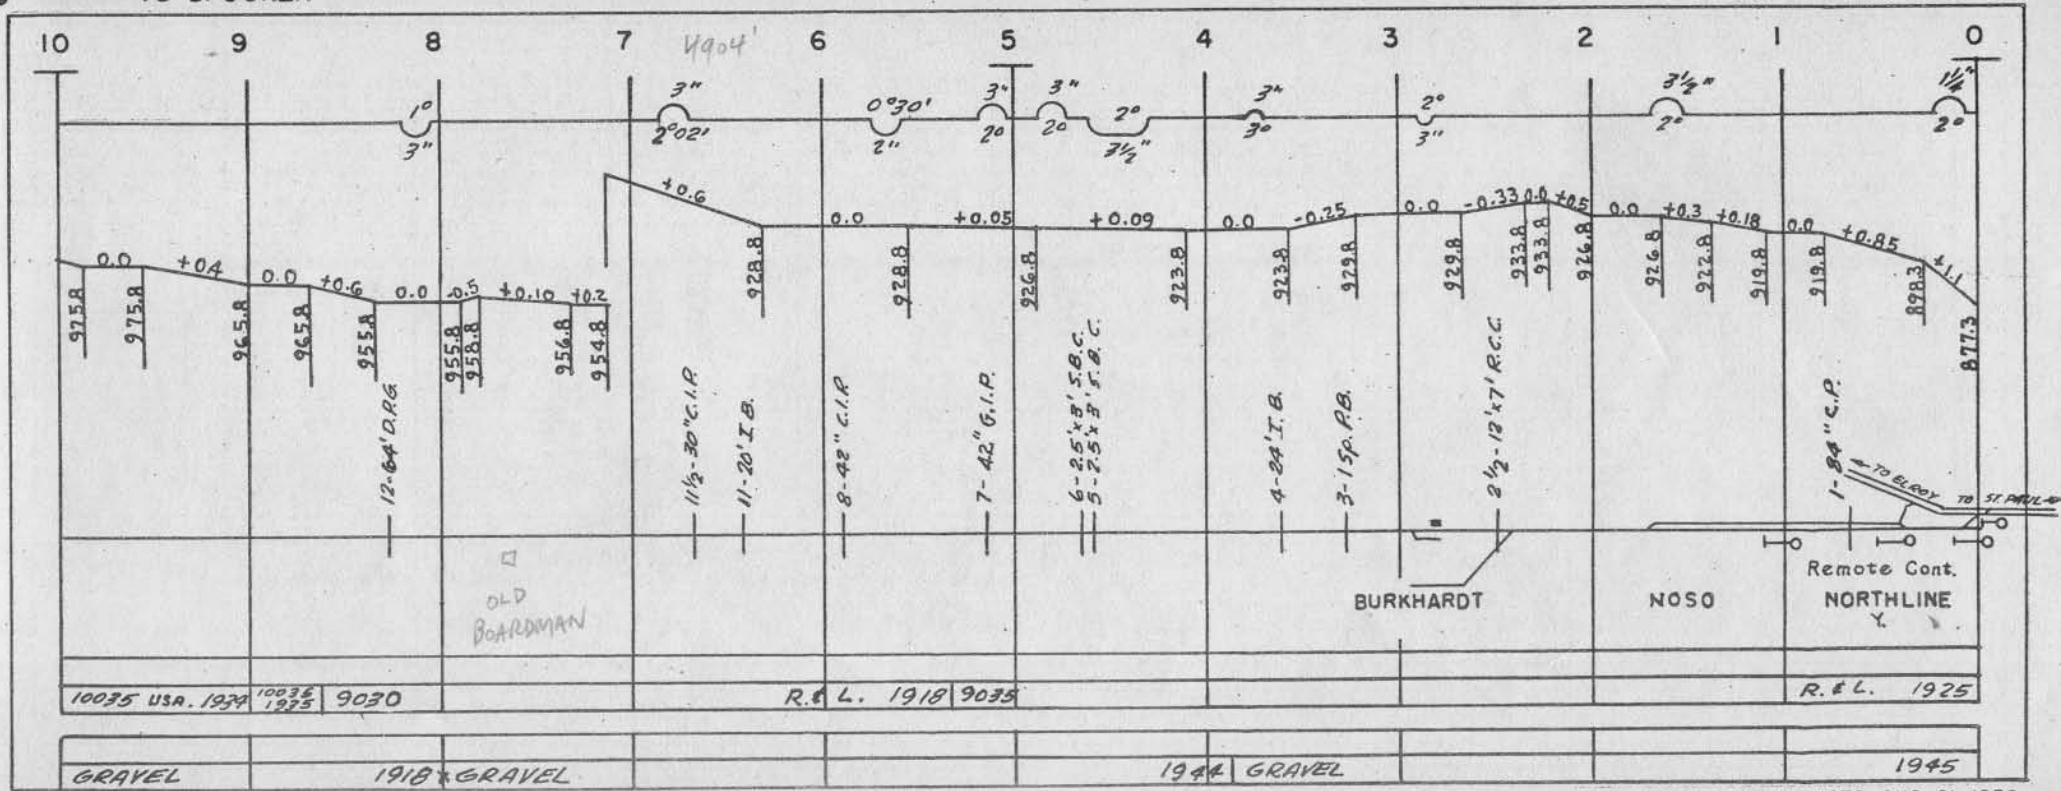 10 9 8 7 6 5 4 3 2 1 0
4904'
1° 3"
3" 2°02'
0°30' 2"
3" 2°
3" 2°
2° 3½"
3" 3°
2° 3"
3½" 2°
1¼" 2°
0.0 +0.4 0.0 +0.6 0.0 -0.5 +0.10 +0.2
+0.6 0.0 +0.05 +0.09 0.0 -0.25 0.0 -0.33 0.0 +0.5 0.0 +0.3 +0.18 0.0 +0.85 +1.1
975.8 975.8 965.8 965.8 955.8 955.8 958.8 956.8 954.8
928.8 928.8 926.8 923.8 923.8 929.8 929.8 933.8 933.8 926.8 926.8 922.8 919.8 919.8 898.3 877.3
12-64' D.P.G.
11½-30" C.I.P.
11-20' I.B.
8-42" C.I.P.
7-42" G.I.P.
6-2.5'x3' S.B.C.
5-2.5'x3' S.B.C.
4-24' I.B.
3-1 Sp. P.B.
2½-12'x7' R.C.C.
1-84" C.P.
TO ELROY
TO ST. PAUL
OLD
BOARDMAN
BURKHARDT
NOSO
Remote Cont.
NORTHLINE
Y.
10035 USA. 1934
10035
1925
9030
R. & L. 1918 9035
R. & L. 1925
GRAVEL 1918 GRAVEL 1944 GRAVEL 1945